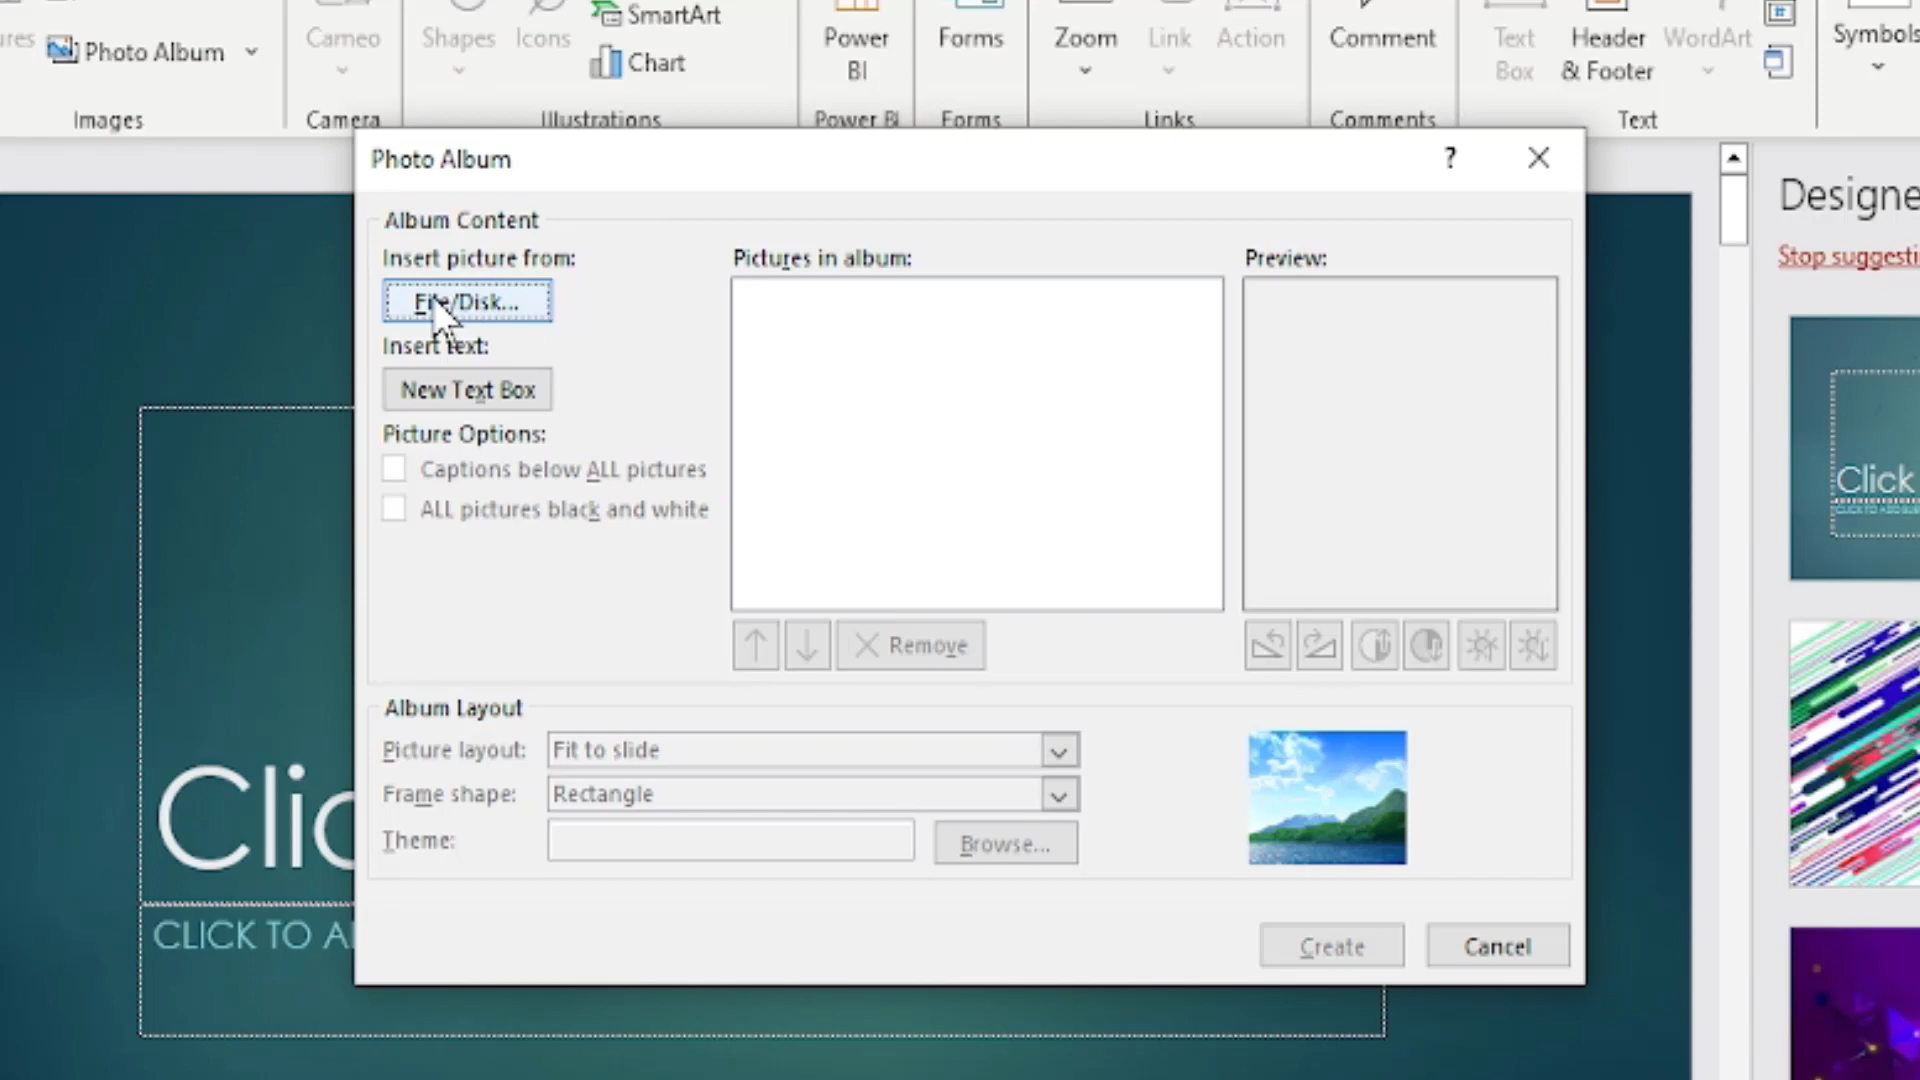 SmartArt
Photo Album
Cameo
Shapes
Icons
Chart
Power
BI
Forms
Zoom
Link
Action
Comment
Text
Box
Header
& Footer
WordArt
Symbols
Images
Camera
Illustrations
Power BI
Forms
Links
Comments
Text
Photo Album
?
Album Content
Insert picture from:
File/Disk...
Insert text:
New Text Box
Picture Options:
Captions below ALL pictures
ALL pictures black and white
Pictures in album:
Preview:
Remove
Album Layout
Picture layout:
Fit to slide
Frame shape:
Rectangle
Theme:
Browse...
Create
Cancel
Clic
CLICK TO A
Designe
Stop suggesti
Click